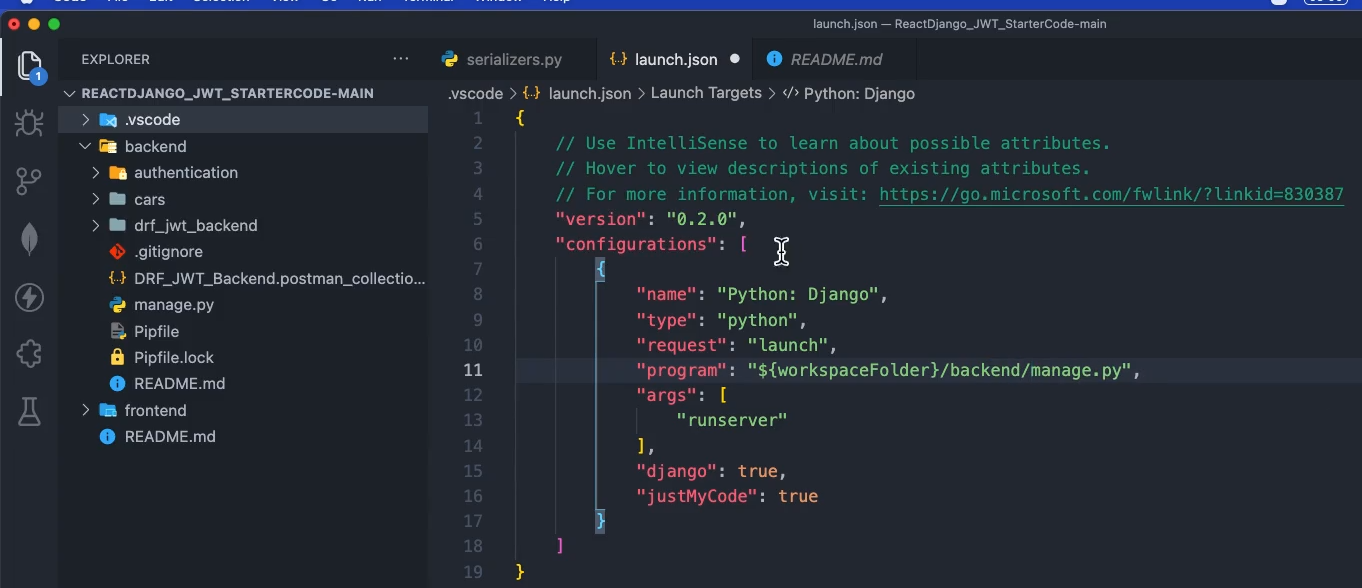 launch.json — ReactDjango_JWT_StarterCode-main
EXPLORER
serializers.py
launch.json
README.md
1
REACTDJANGO_JWT_STARTERCODE-MAIN
.vscode > launch.json > Launch Targets > Python: Django
.vscode
backend
authentication
cars
drf_jwt_backend
.gitignore
DRF_JWT_Backend.postman_collectio...
manage.py
Pipfile
Pipfile.lock
README.md
frontend
README.md
1 {
2 // Use IntelliSense to learn about possible attributes.
3 // Hover to view descriptions of existing attributes.
4 // For more information, visit: https://go.microsoft.com/fwlink/?linkid=830387
5 "version": "0.2.0",
6 "configurations": [
7 {
8 "name": "Python: Django",
9 "type": "python",
10 "request": "launch",
11 "program": "${workspaceFolder}/backend/manage.py",
12 "args": [
13 "runserver"
14 ],
15 "django": true,
16 "justMyCode": true
17 }
18 ]
19 }